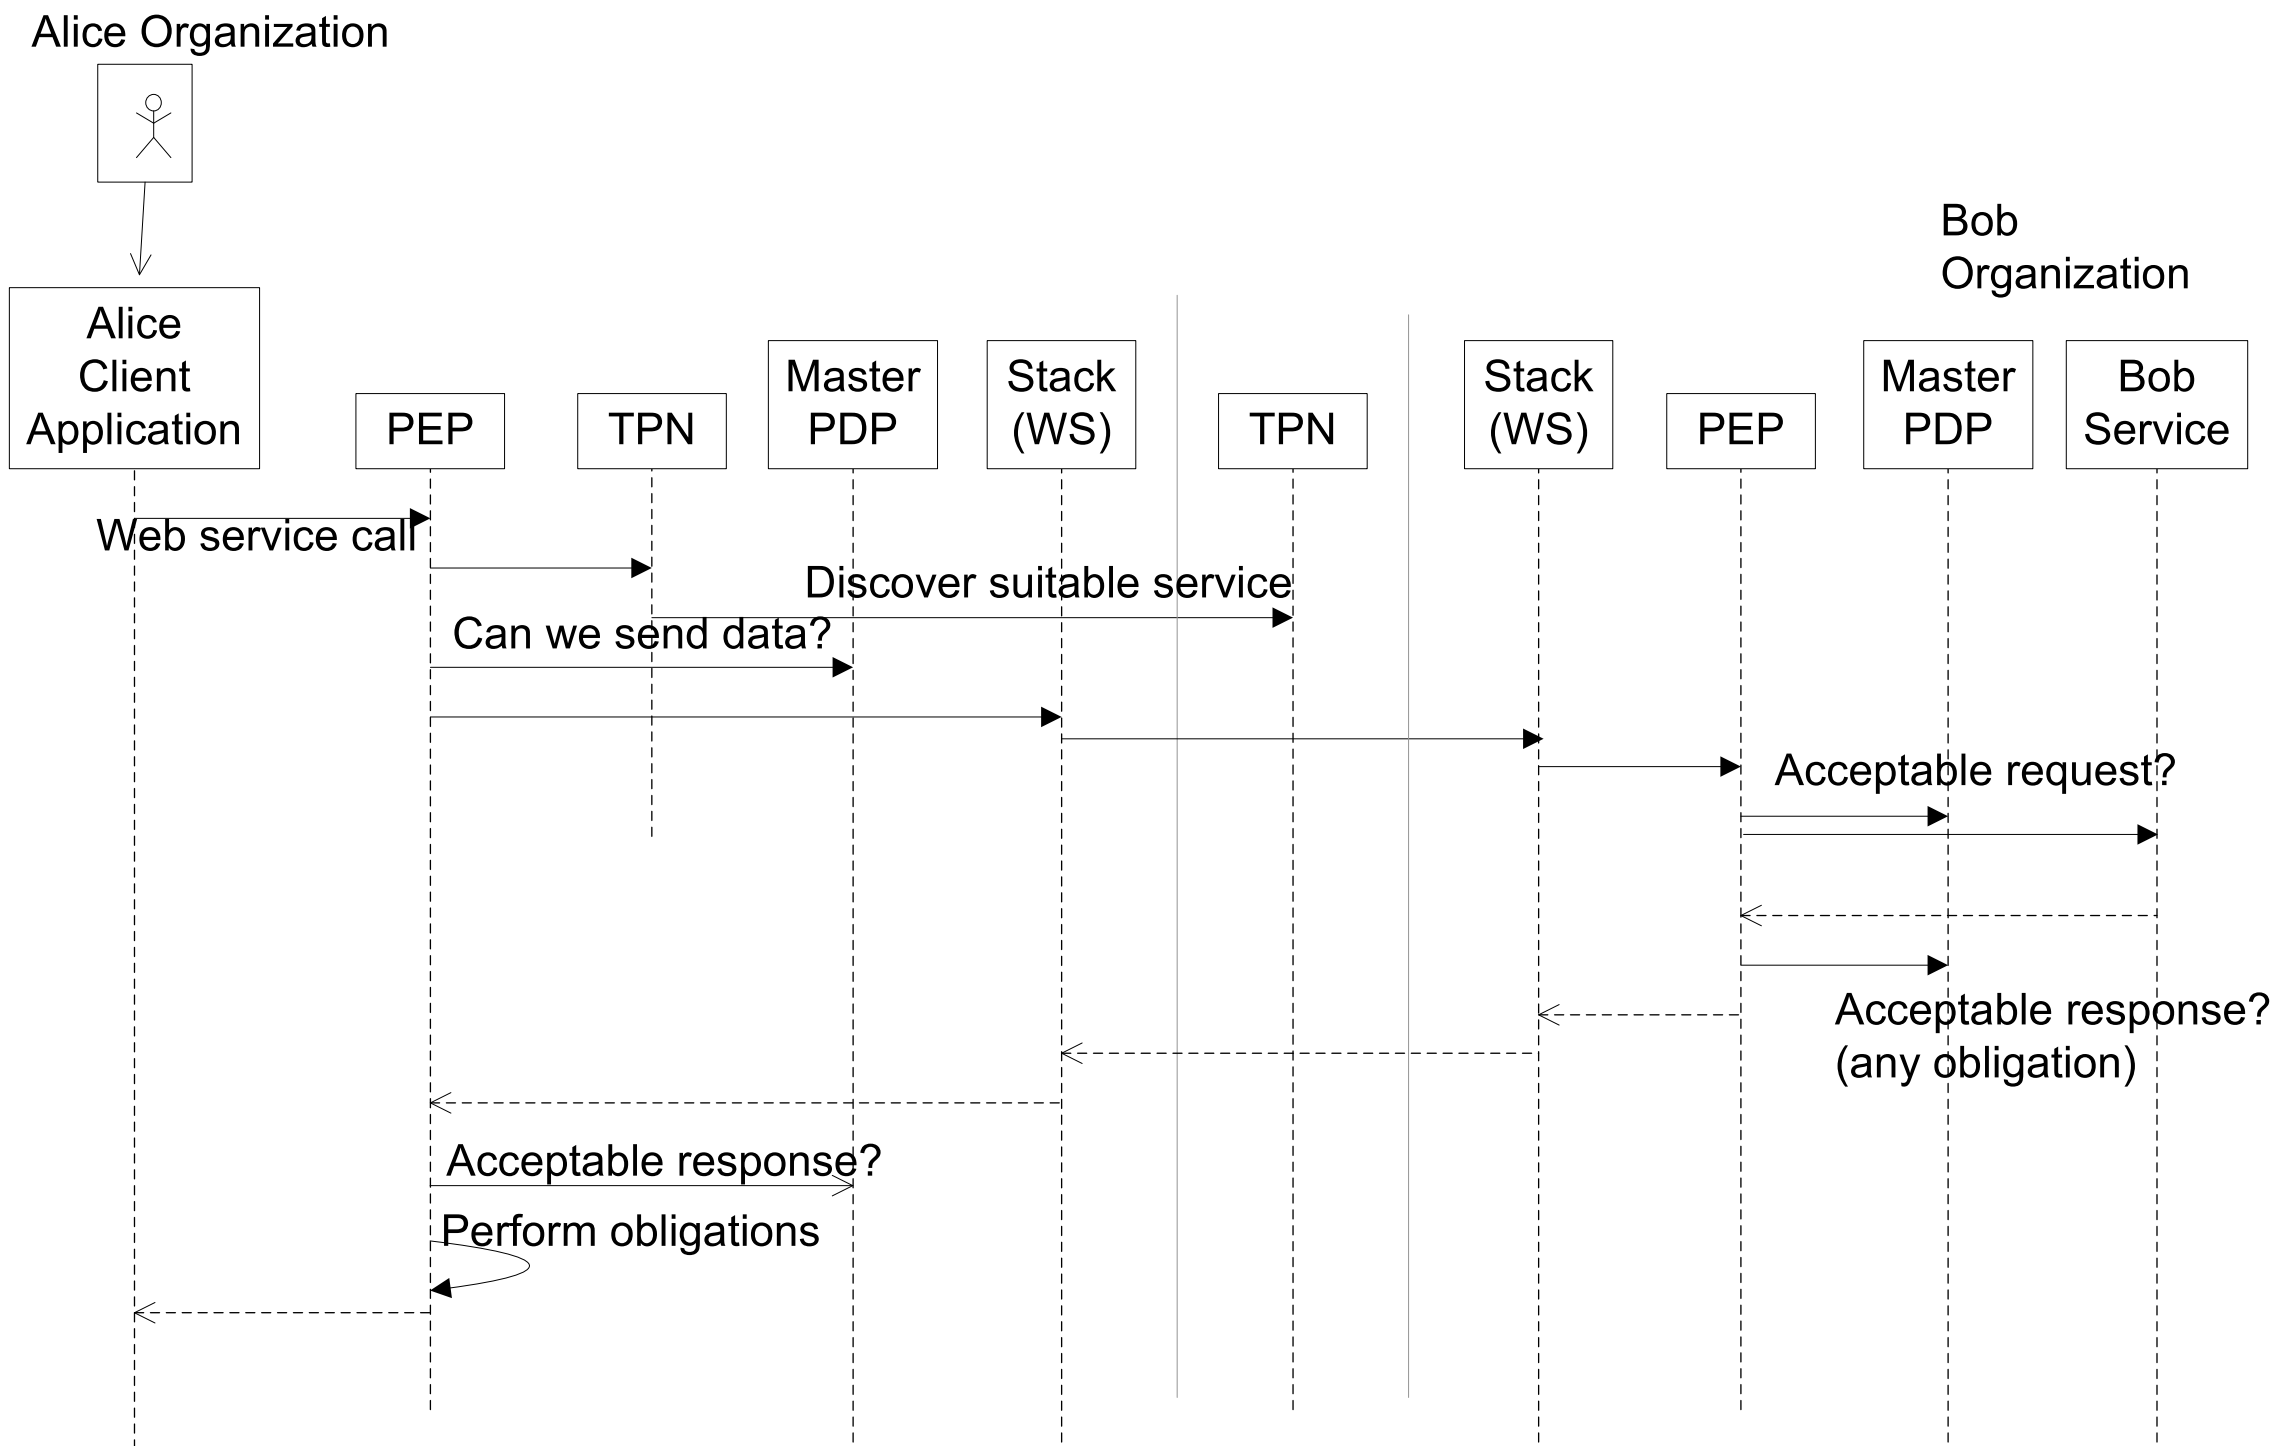 Alice Organization
Bob
Organization
Alice
Client
Application
PEP
TPN
Master
PDP
Stack
(WS)
TPN
Stack
(WS)
PEP
Master
PDP
Bob
Service
Web service call
Discover suitable service
Can we send data?
Acceptable request?
Acceptable response?
(any obligation)
Acceptable response?
Perform obligations